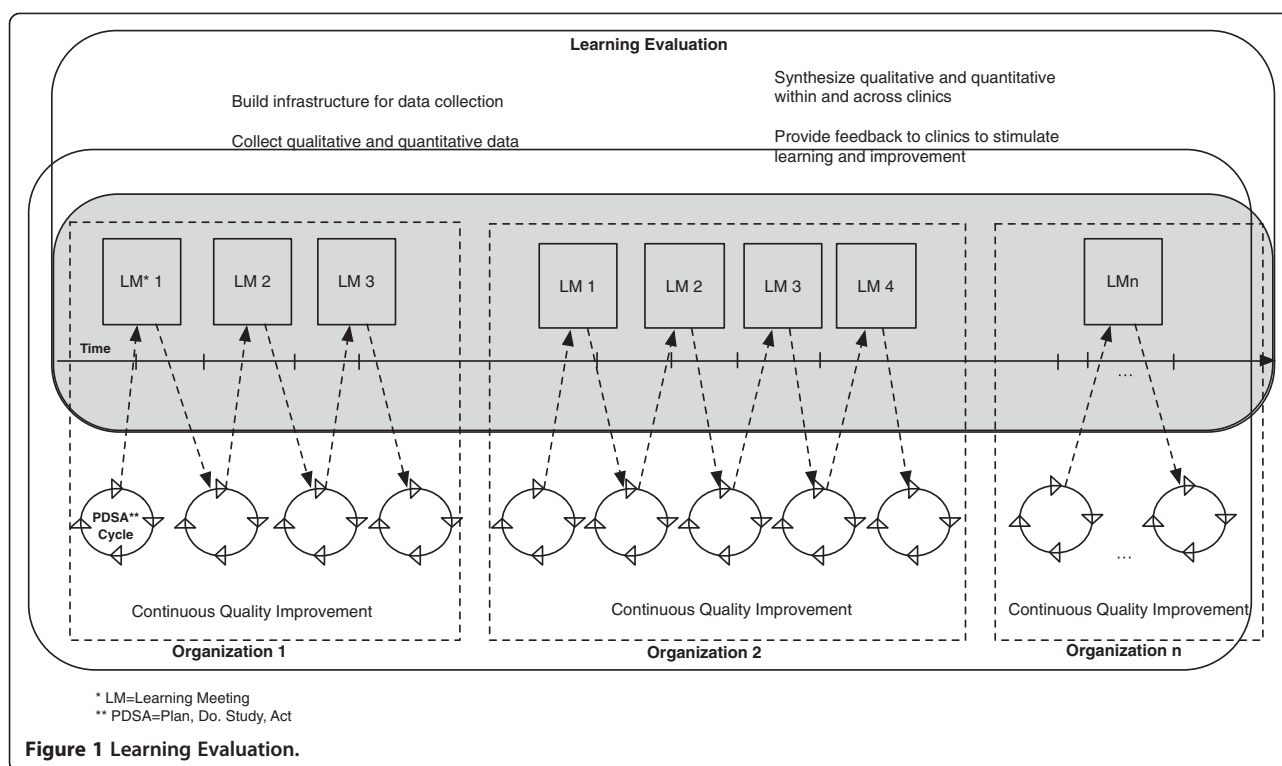 Learning Evaluation
Build infrastructure for data collection
Collect qualitative and quantitative data
Synthesize qualitative and quantitative
within and across clinics
Provide feedback to clinics to stimulate
learning and improvement
LM* 1
LM 2
LM 3
LM 1
LM 2
LM 3
LM 4
LMn
Time
...
PDSA**
Cycle
...
Continuous Quality Improvement
Continuous Quality Improvement
Continuous Quality Improvement
Organization 1
Organization 2
Organization n
* LM=Learning Meeting
** PDSA=Plan, Do. Study, Act
Figure 1 Learning Evaluation.